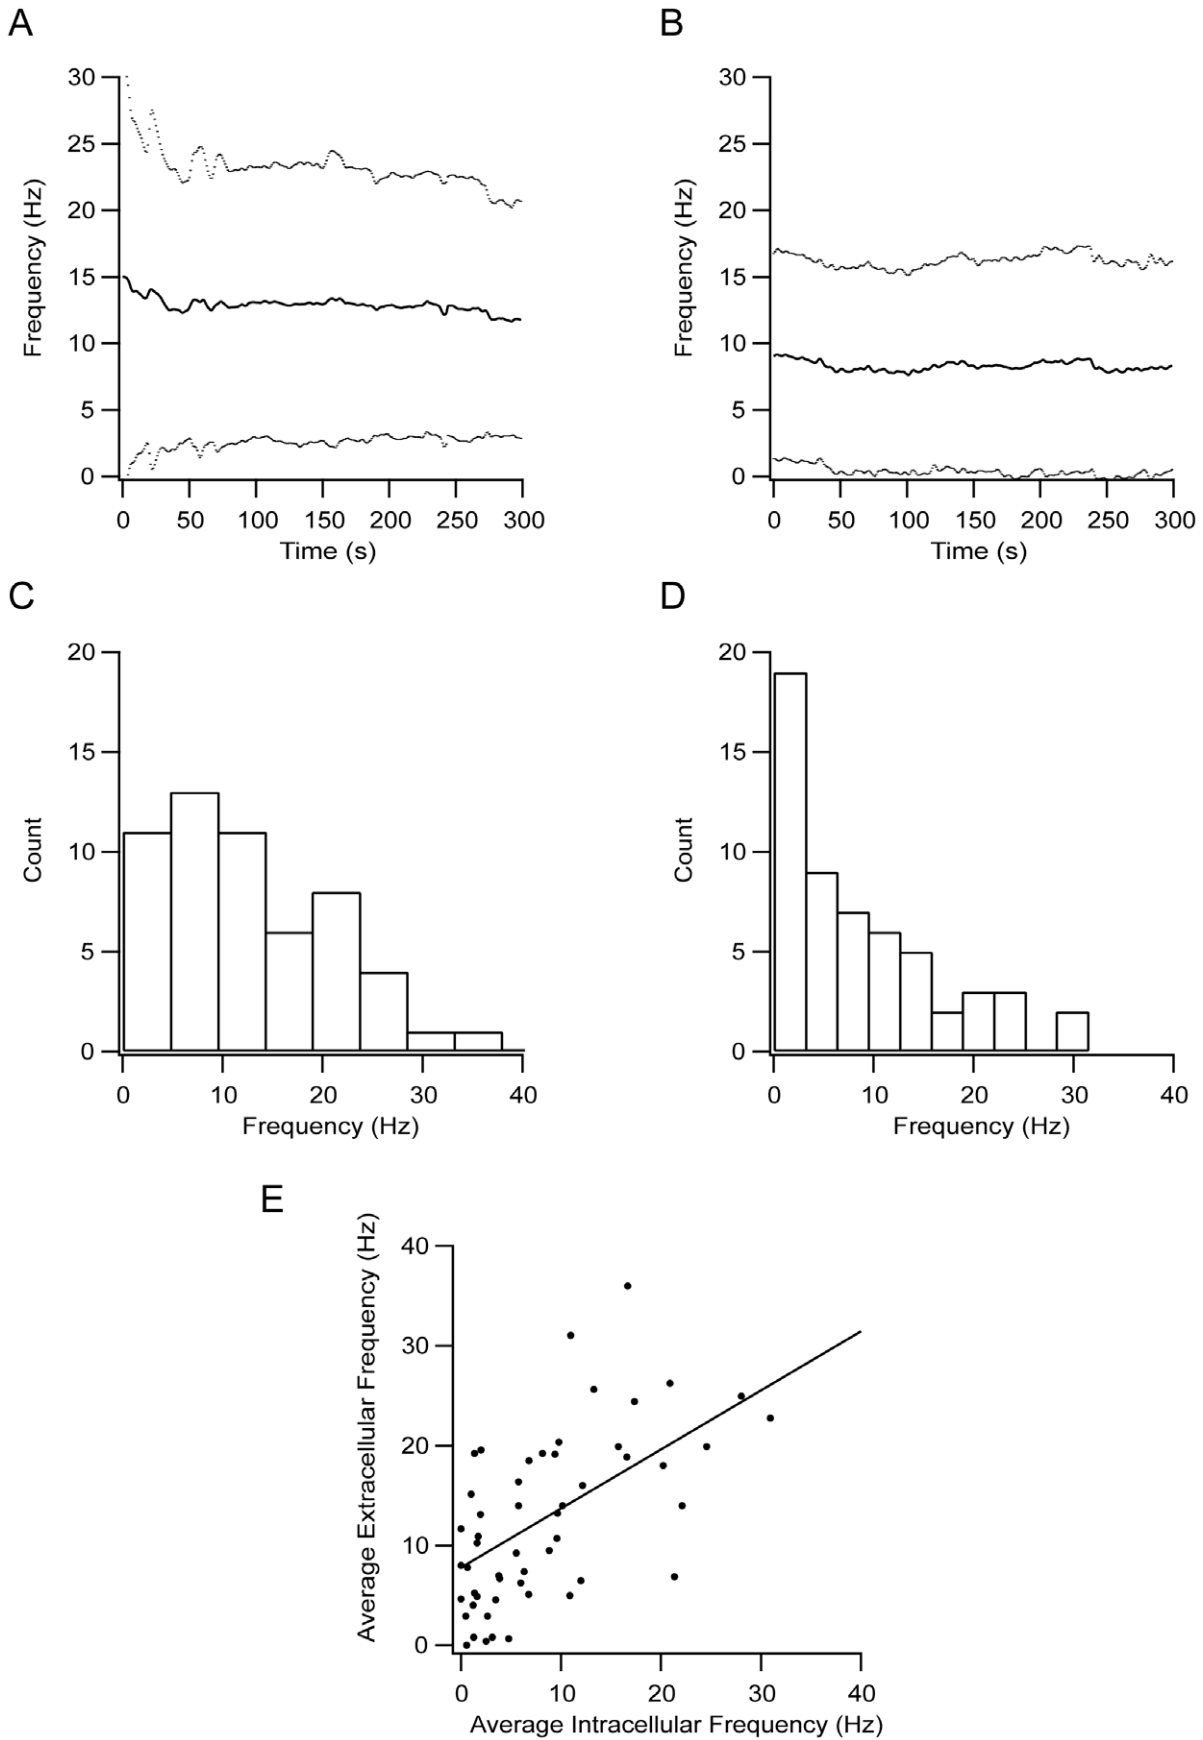 A
B
30
25
20
15
10
5
0
Frequency (Hz)
0 50 100 150 200 250 300
Time (s)
30
25
20
15
10
5
0
Frequency (Hz)
0 50 100 150 200 250 300
Time (s)
C
D
20
15
10
5
0
Count
0 10 20 30 40
Frequency (Hz)
20
15
10
5
0
Count
0 10 20 30 40
Frequency (Hz)
E
40
30
20
10
0
Average Extracellular Frequency (Hz)
0 10 20 30 40
Average Intracellular Frequency (Hz)